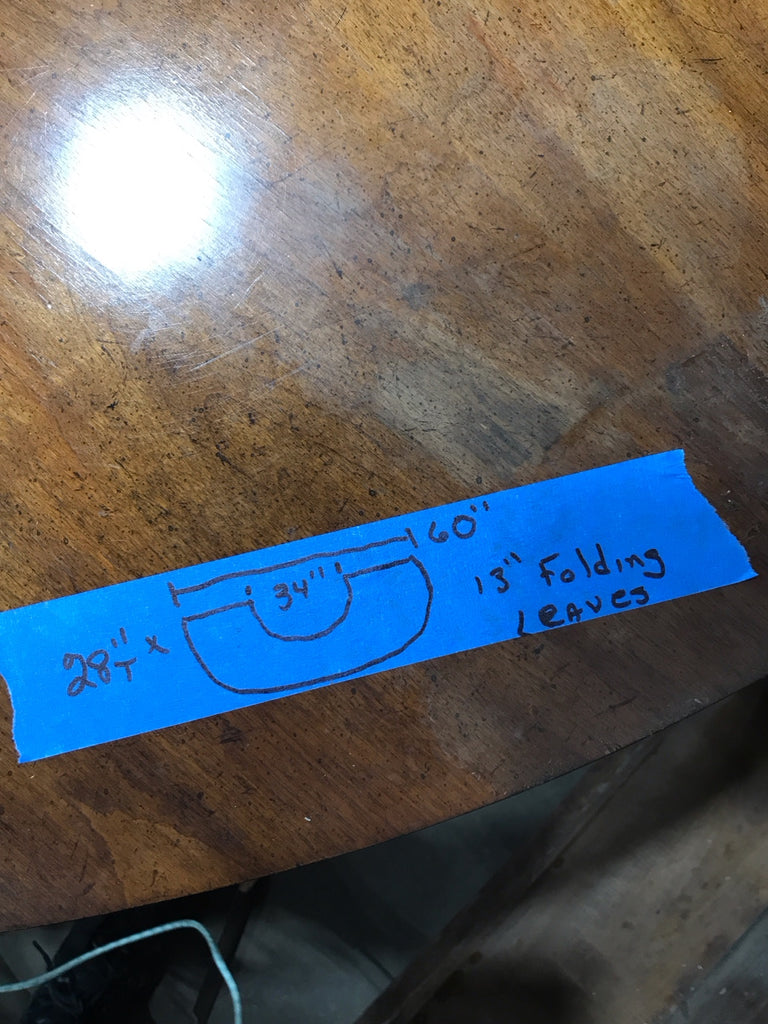 60"
34"
28"T x
13" Folding
Leaves